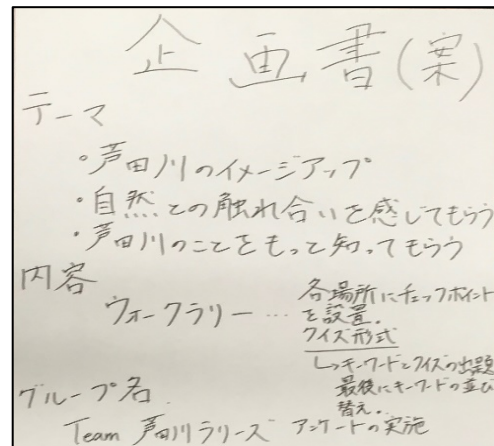 企画書(案)
テーマ
・芦田川のイメージアップ
・自然との触れ合いを感じてもらう
・芦田川のことをもっと知ってもらう
内容
ウォークラリー… 各場所にチェックポイント
を設置。
クイズ形式
↳キーワードとクイズの出題
最後にキーワードの並び
替え。
グループ名
アンケートの実施
Team 芦田川ラリーズ